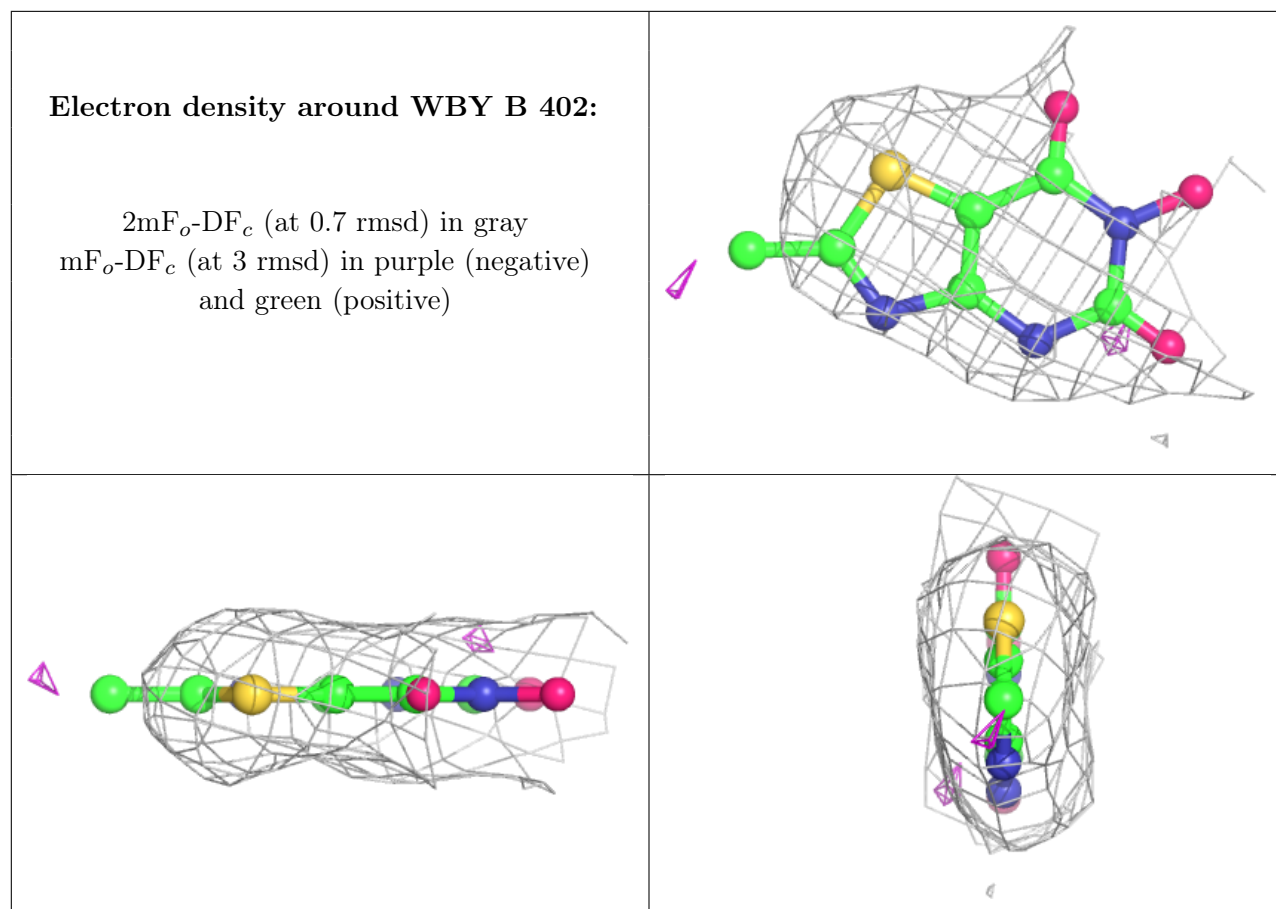 Electron density around WBY B 402:
2mFo-DFc (at 0.7 rmsd) in gray
mFo-DFc (at 3 rmsd) in purple (negative)
and green (positive)